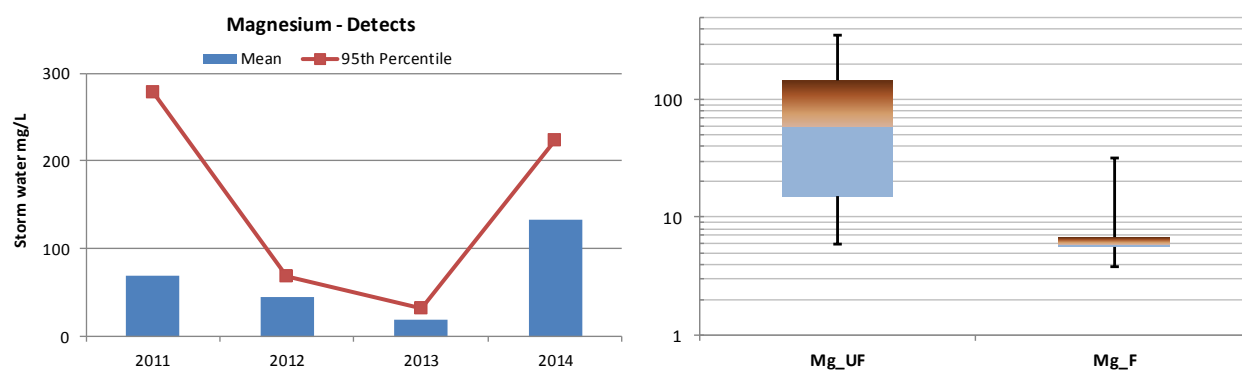 Magnesium - Detects
Mean 95th Percentile
Storm water mg/L
300
200
100
0
2011 2012 2013 2014
100
10
1
Mg_UF Mg_F